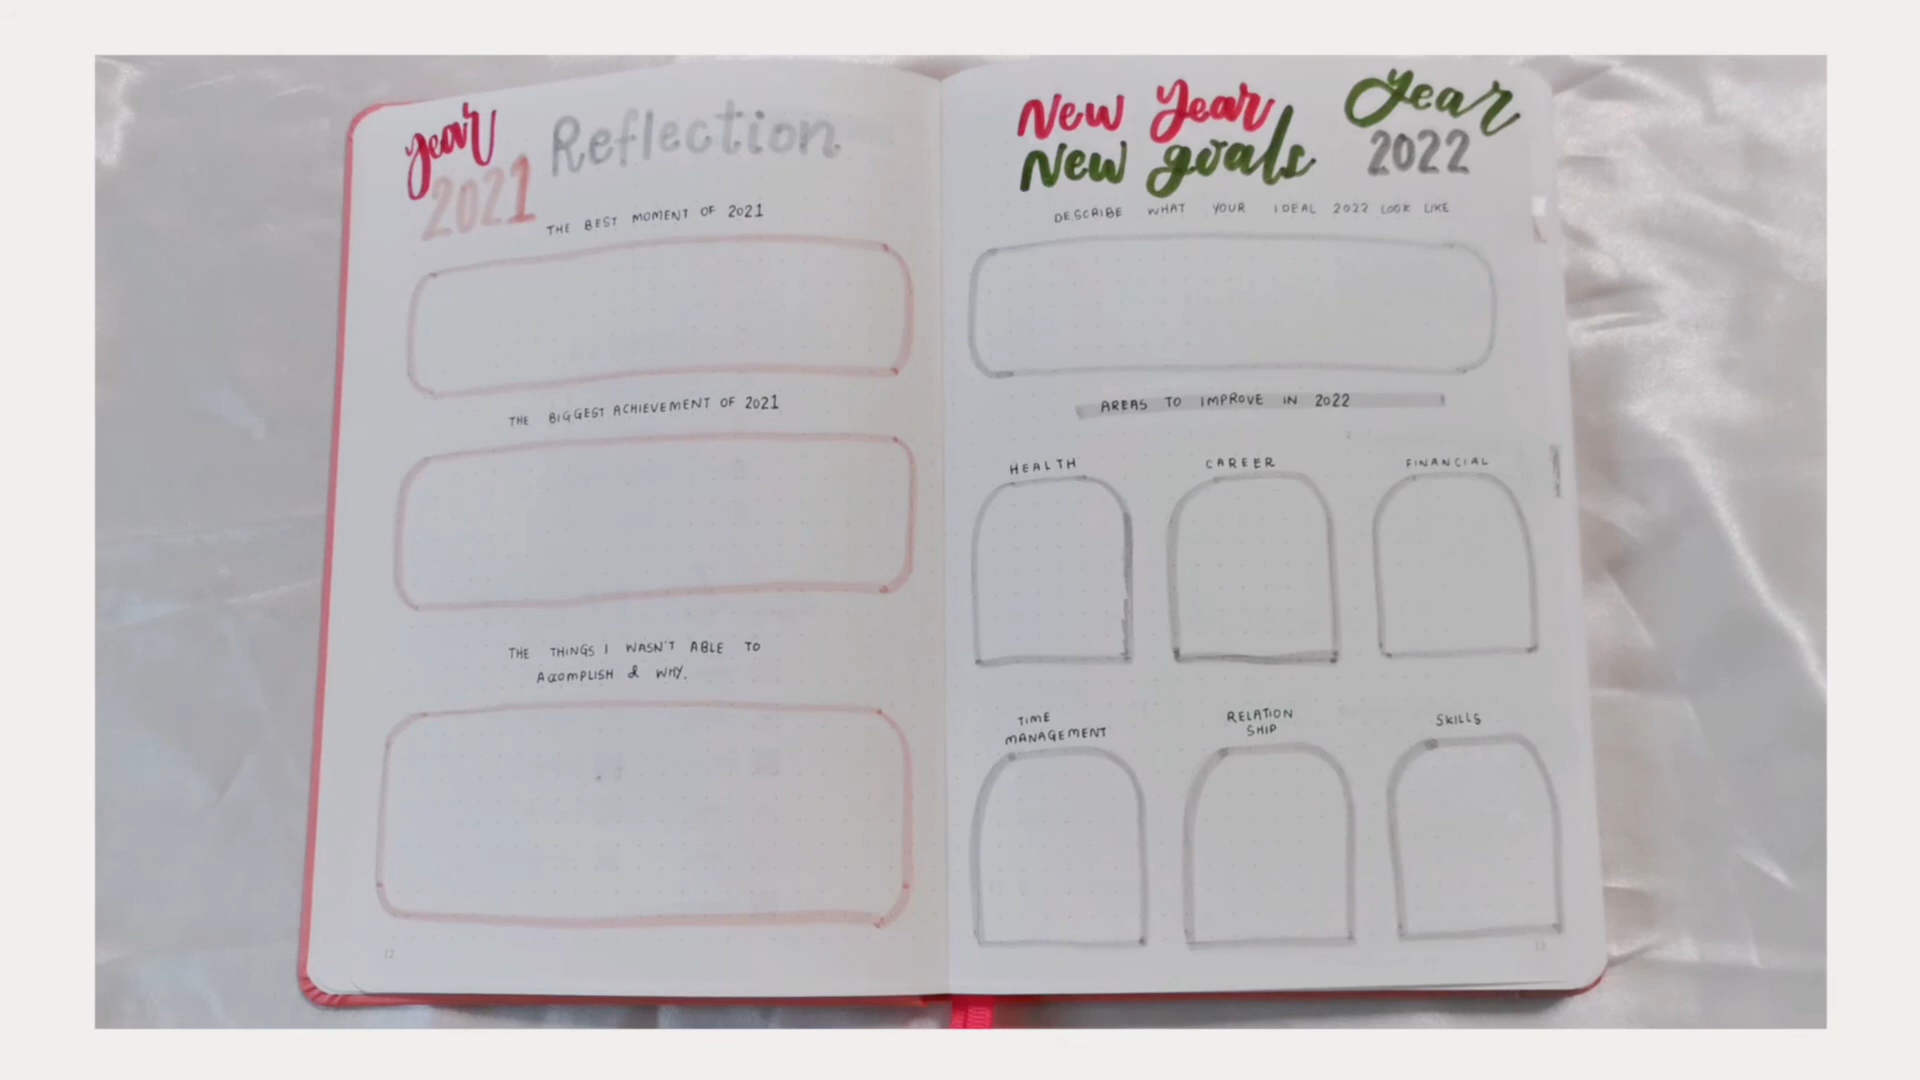 year
2021
Reflection
THE BEST MOMENT OF 2021
THE BIGGEST ACHIEVEMENT OF 2021
THE THINGS I WASN'T ABLE TO
ACCOMPLISH & WHY.
12
New Year
New goals
Year
2022
DESCRIBE WHAT YOUR IDEAL 2022 LOOK LIKE
AREAS TO IMPROVE IN 2022
HEALTH
CAREER
FINANCIAL
TIME
MANAGEMENT
RELATION
SHIP
SKILLS
13